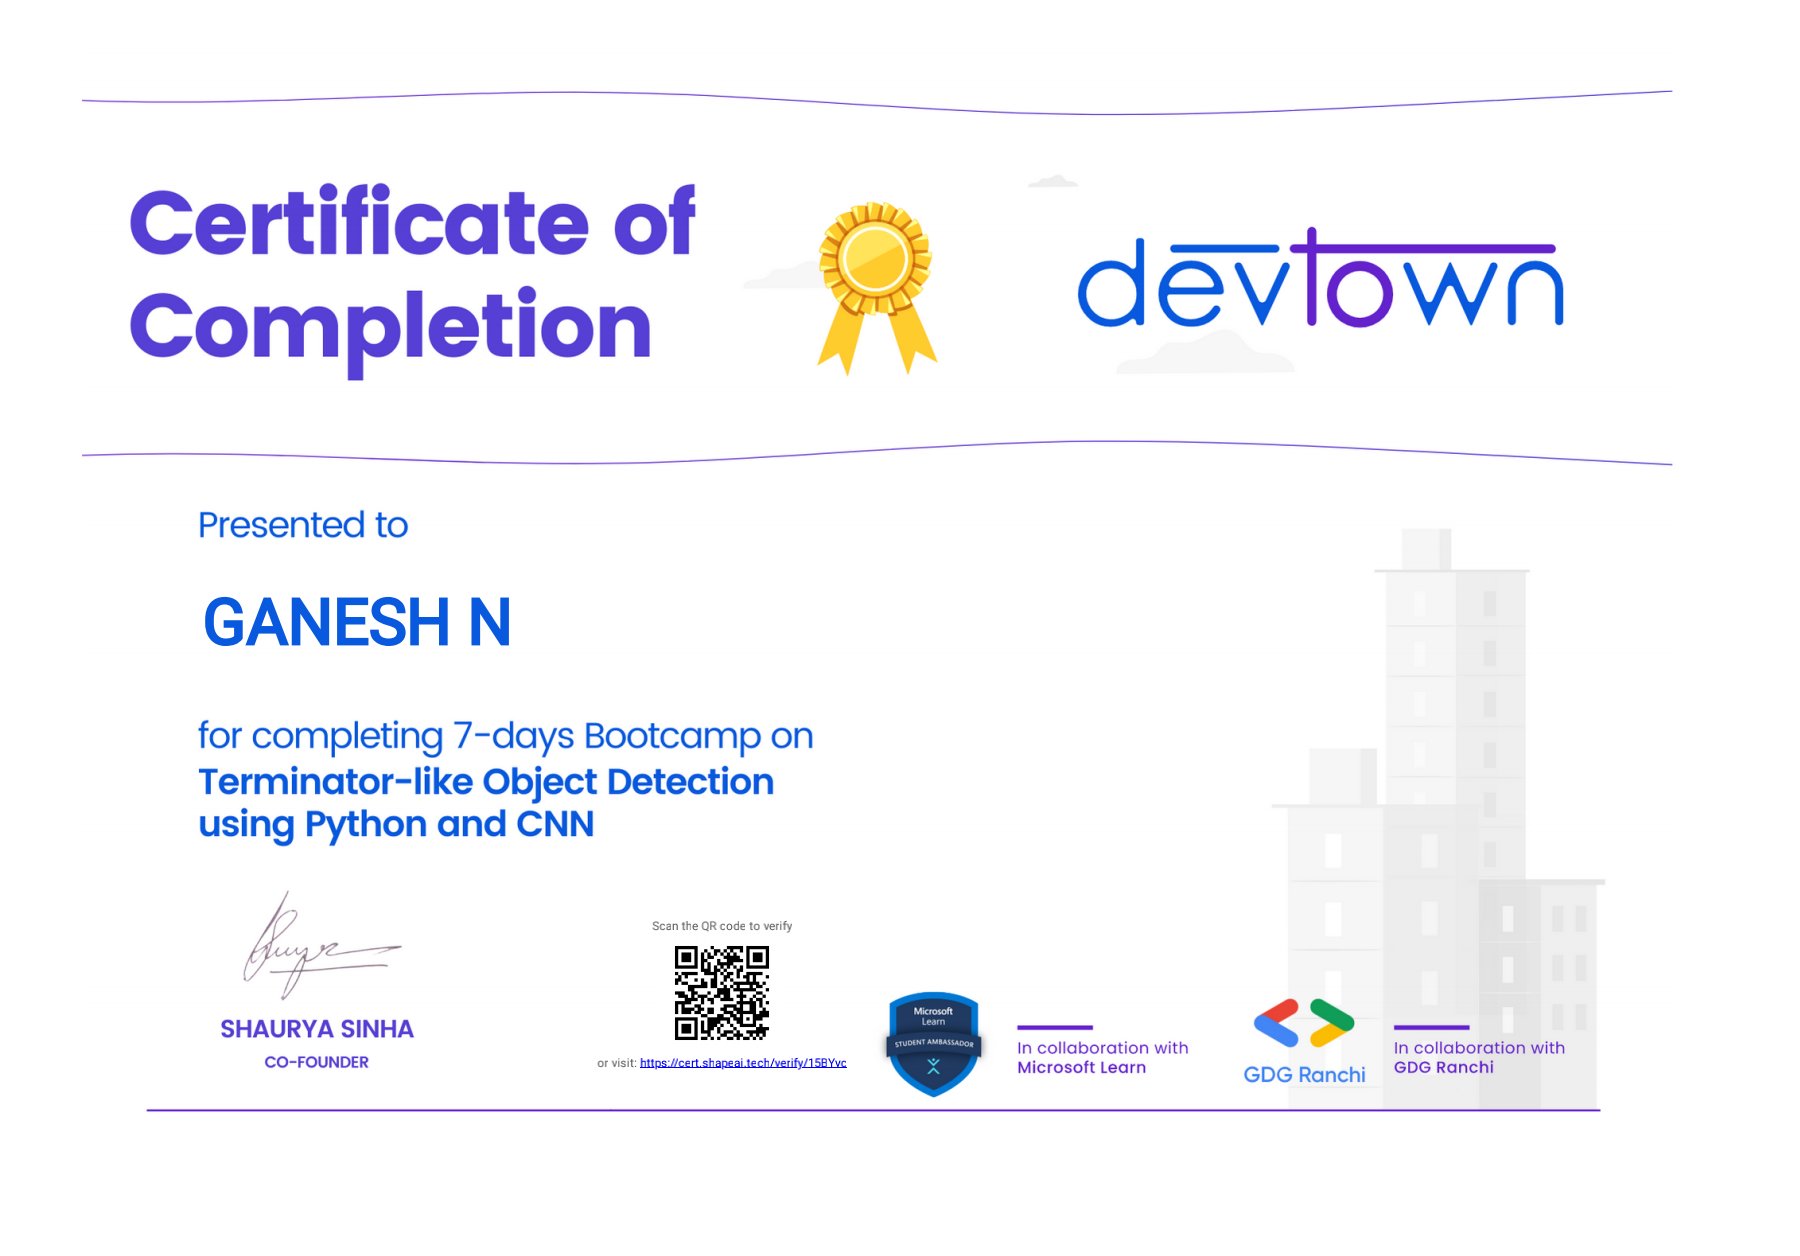 Certificate of
Completion
devtown
Presented to
GANESH N
for completing 7-days Bootcamp on
Terminator-like Object Detection
using Python and CNN
SHAURYA SINHA
CO-FOUNDER
Scan the QR code to verify
or visit: https://cert.shapeai.tech/verify/15BYvc
Microsoft
Learn
STUDENT AMBASSADOR
In collaboration with
Microsoft Learn
GDG Ranchi
In collaboration with
GDG Ranchi